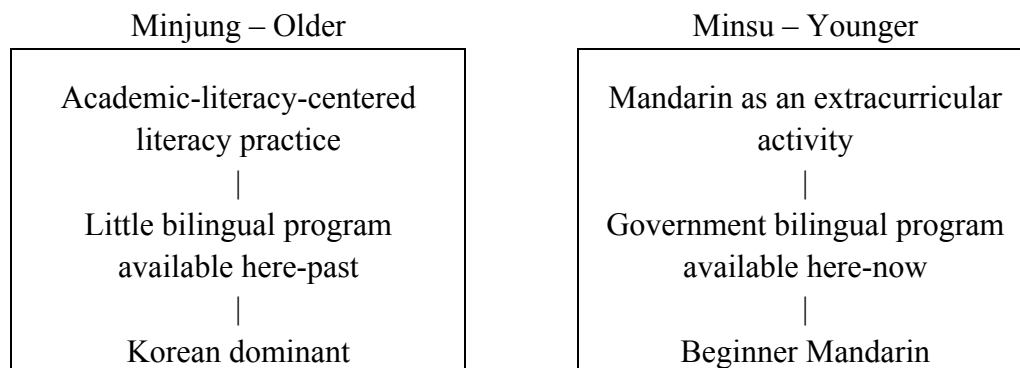 Minjung – Older
Academic-literacy-centered
literacy practice
|
Little bilingual program
available here-past
|
Korean dominant
Minsu – Younger
Mandarin as an extracurricular
activity
|
Government bilingual program
available here-now
|
Beginner Mandarin